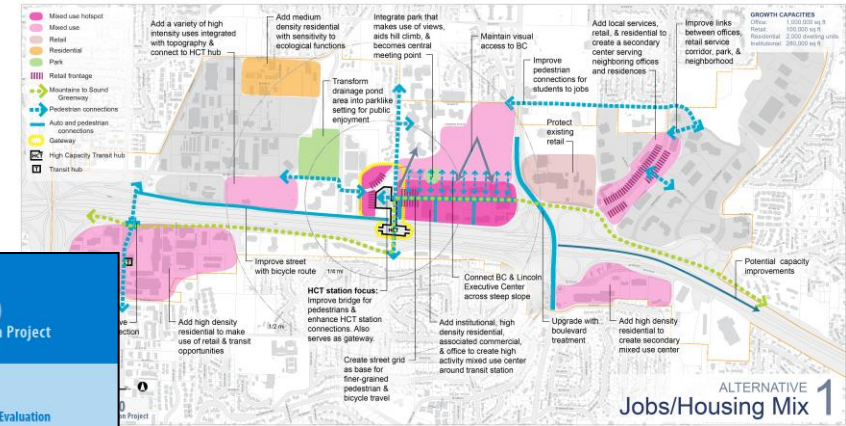 Mixed use hotspot
Mixed use
Retail
Residential
Park
Retail frontage
Mountains to Sound
Greenway
Pedestrian connections
Auto and pedestrian
connections
Gateway
HCT High Capacity Transit hub
T Transit hub
Add a variety of high
intensity uses integrated
with topography &
connect to HCT hub
Add medium
density residential
with sensitivity to
ecological functions
Integrate park that
makes use of views,
aids hill climb, &
becomes central
meeting point
Maintain visual
access to BC
Add local services,
retail, & residential to
create a secondary
center serving
neighboring offices
and residences
Improve links
between offices,
retail service
corridor, park, &
neighborhood
GROWTH CAPACITIES
Office: 1,000,000 sq ft
Retail: 100,000 sq ft
Residential: 2,000 dwelling units
Institutional: 250,000 sq ft
Transform
drainage pond
area into parklike
setting for public
enjoyment
Improve
pedestrian
connections for
students to jobs
Protect
existing
retail
HCT
T
Improve street
with bicycle route
1/4 mi
1/2 mi
HCT station focus:
Improve bridge for
pedestrians &
enhance HCT station
connections. Also
serves as gateway.
Connect BC & Lincoln
Executive Center
across steep slope
Potential capacity
improvements
Add high density
residential to make
use of retail & transit
opportunities
Create street grid
as base for
finer-grained
pedestrian &
bicycle travel
Add institutional, high
density residential,
associated commercial,
& office to create high
activity mixed use center
around transit station
Upgrade with
boulevard
treatment
Add high density
residential to
create secondary
mixed use center
Project
Evaluation
Project
ALTERNATIVE 1
Jobs/Housing Mix